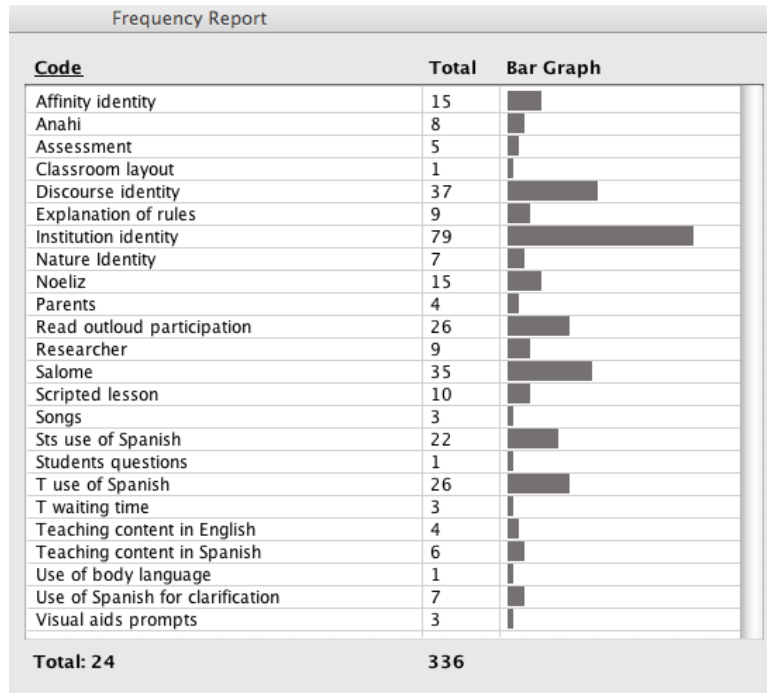 Frequency Report
Code Total Bar Graph
Affinity identity 15
Anahi 8
Assessment 5
Classroom layout 1
Discourse identity 37
Explanation of rules 9
Institution identity 79
Nature Identity 7
Noeliz 15
Parents 4
Read outloud participation 26
Researcher 9
Salome 35
Scripted lesson 10
Songs 3
Sts use of Spanish 22
Students questions 1
T use of Spanish 26
T waiting time 3
Teaching content in English 4
Teaching content in Spanish 6
Use of body language 1
Use of Spanish for clarification 7
Visual aids prompts 3
Total: 24 336